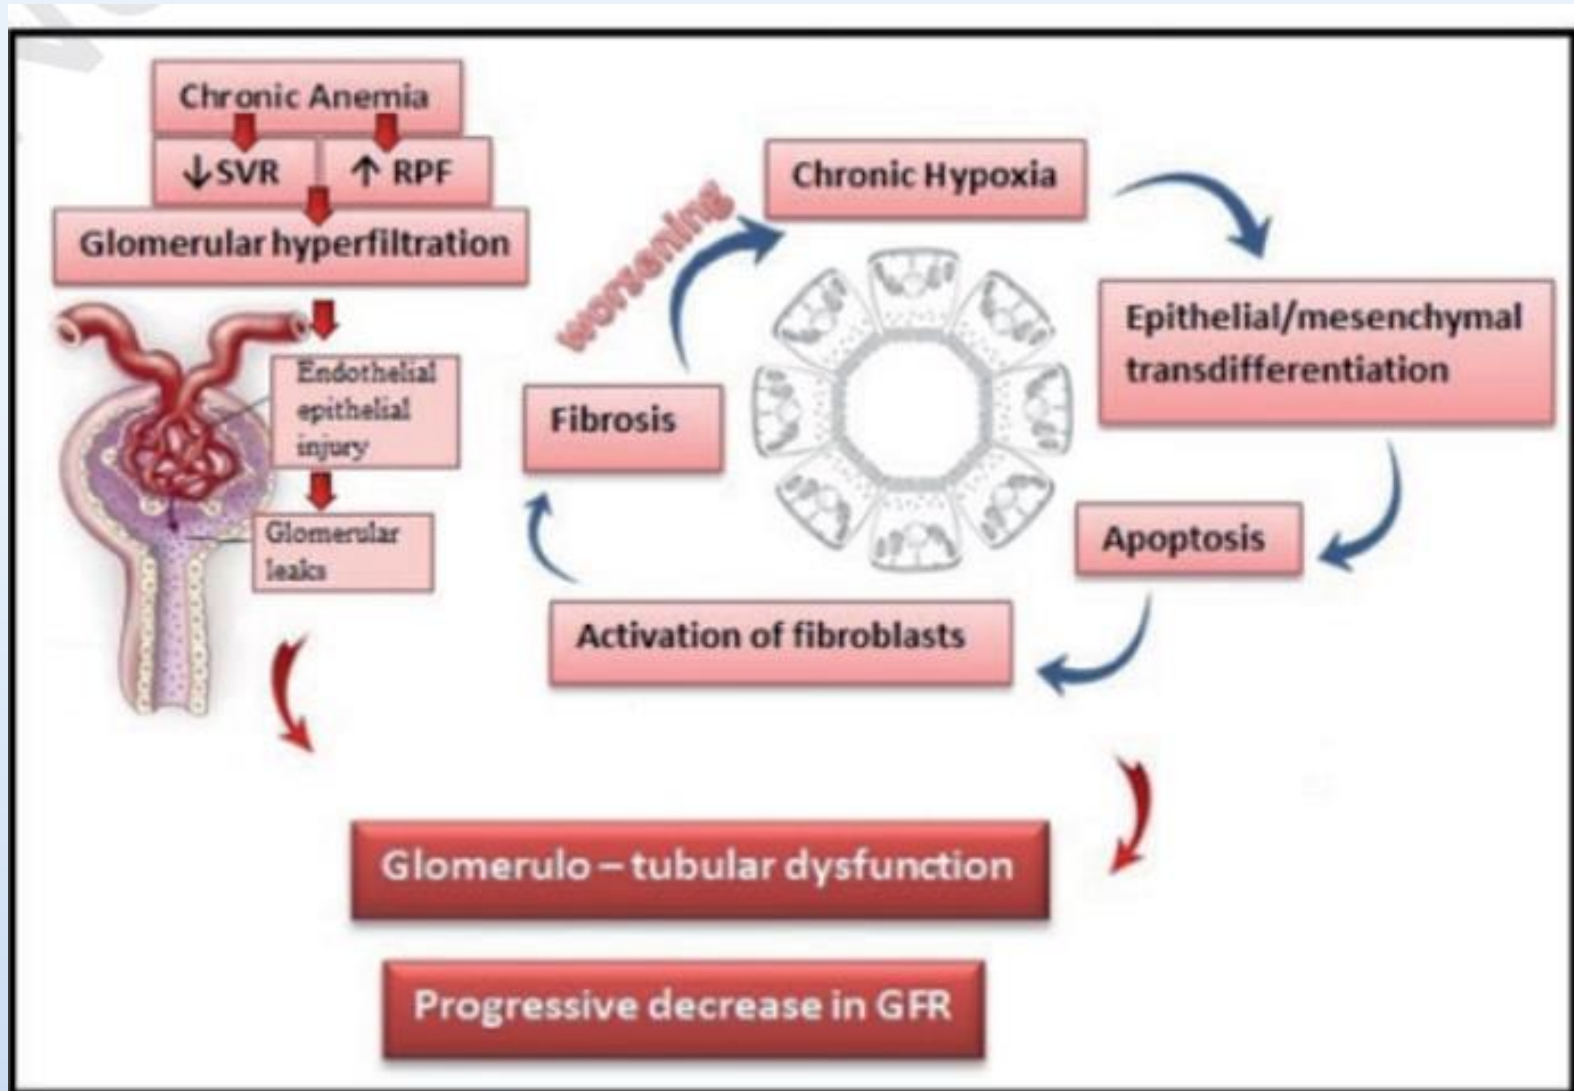 Chronic Anemia
↓SVR
↑ RPF
Glomerular hyperfiltration
Endothelial
epithelial
injury
Glomerular
leaks
worsening
Chronic Hypoxia
Epithelial/mesenchymal
transdifferentiation
Apoptosis
Activation of fibroblasts
Fibrosis
Glomerulo – tubular dysfunction
Progressive decrease in GFR